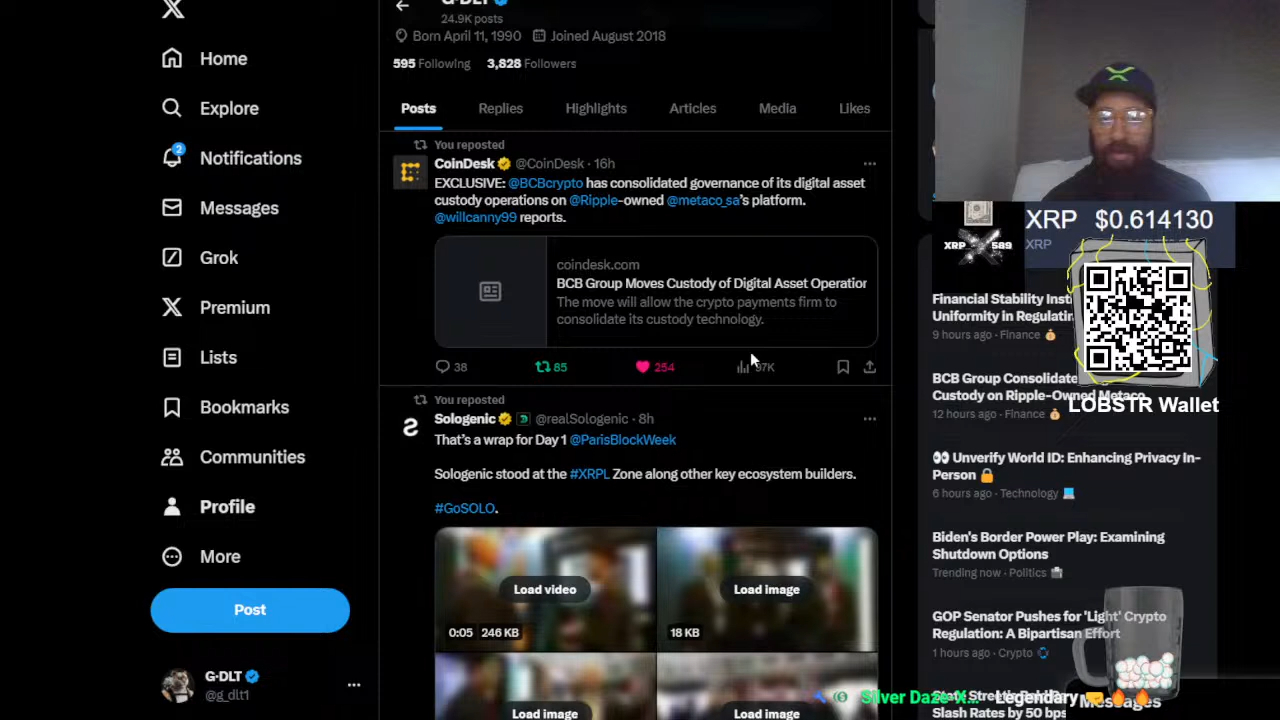 Home
Explore
2
Notifications
Messages
Grok
Premium
Lists
Bookmarks
Communities
Profile
More
Post
G-DLT
@g_dlt1
G-DLT
24.9K posts
Born April 11, 1990 Joined August 2018
595 Following 3,828 Followers
Posts Replies Highlights Articles Media Likes
You reposted
CoinDesk @CoinDesk · 16h
EXCLUSIVE: @BCBcrypto has consolidated governance of its digital asset
custody operations on @Ripple-owned @metaco_sa's platform.
@willcanny99 reports.
coindesk.com
BCB Group Moves Custody of Digital Asset Operation
The move will allow the crypto payments firm to
consolidate its custody technology.
38 85 254 97K
You reposted
Sologenic @realSologenic · 8h
That's a wrap for Day 1 @ParisBlockWeek
Sologenic stood at the #XRPL Zone along other key ecosystem builders.
#GoSOLO.
Load video
0:05 246 KB
Load image
18 KB
Load image
Load image
XRP $0.614130
XRP
XRP 589
Financial Stability
Uniformity in
9 hours ago · Finance
BCB Group
Custody on Ripple-Owned Metaco
12 hours ago · Finance
LOBSTR Wallet
Unverify World ID: Enhancing Privacy In-
Person
6 hours ago · Technology
Biden's Border Power Play: Examining
Shutdown Options
Trending now · Politics
GOP Senator Pushes for 'Light' Crypto
Regulation: A Bipartisan Effort
1 hours ago · Crypto
Slash Rates by 50 bps
Messages
Silver Daze-X... Legendary